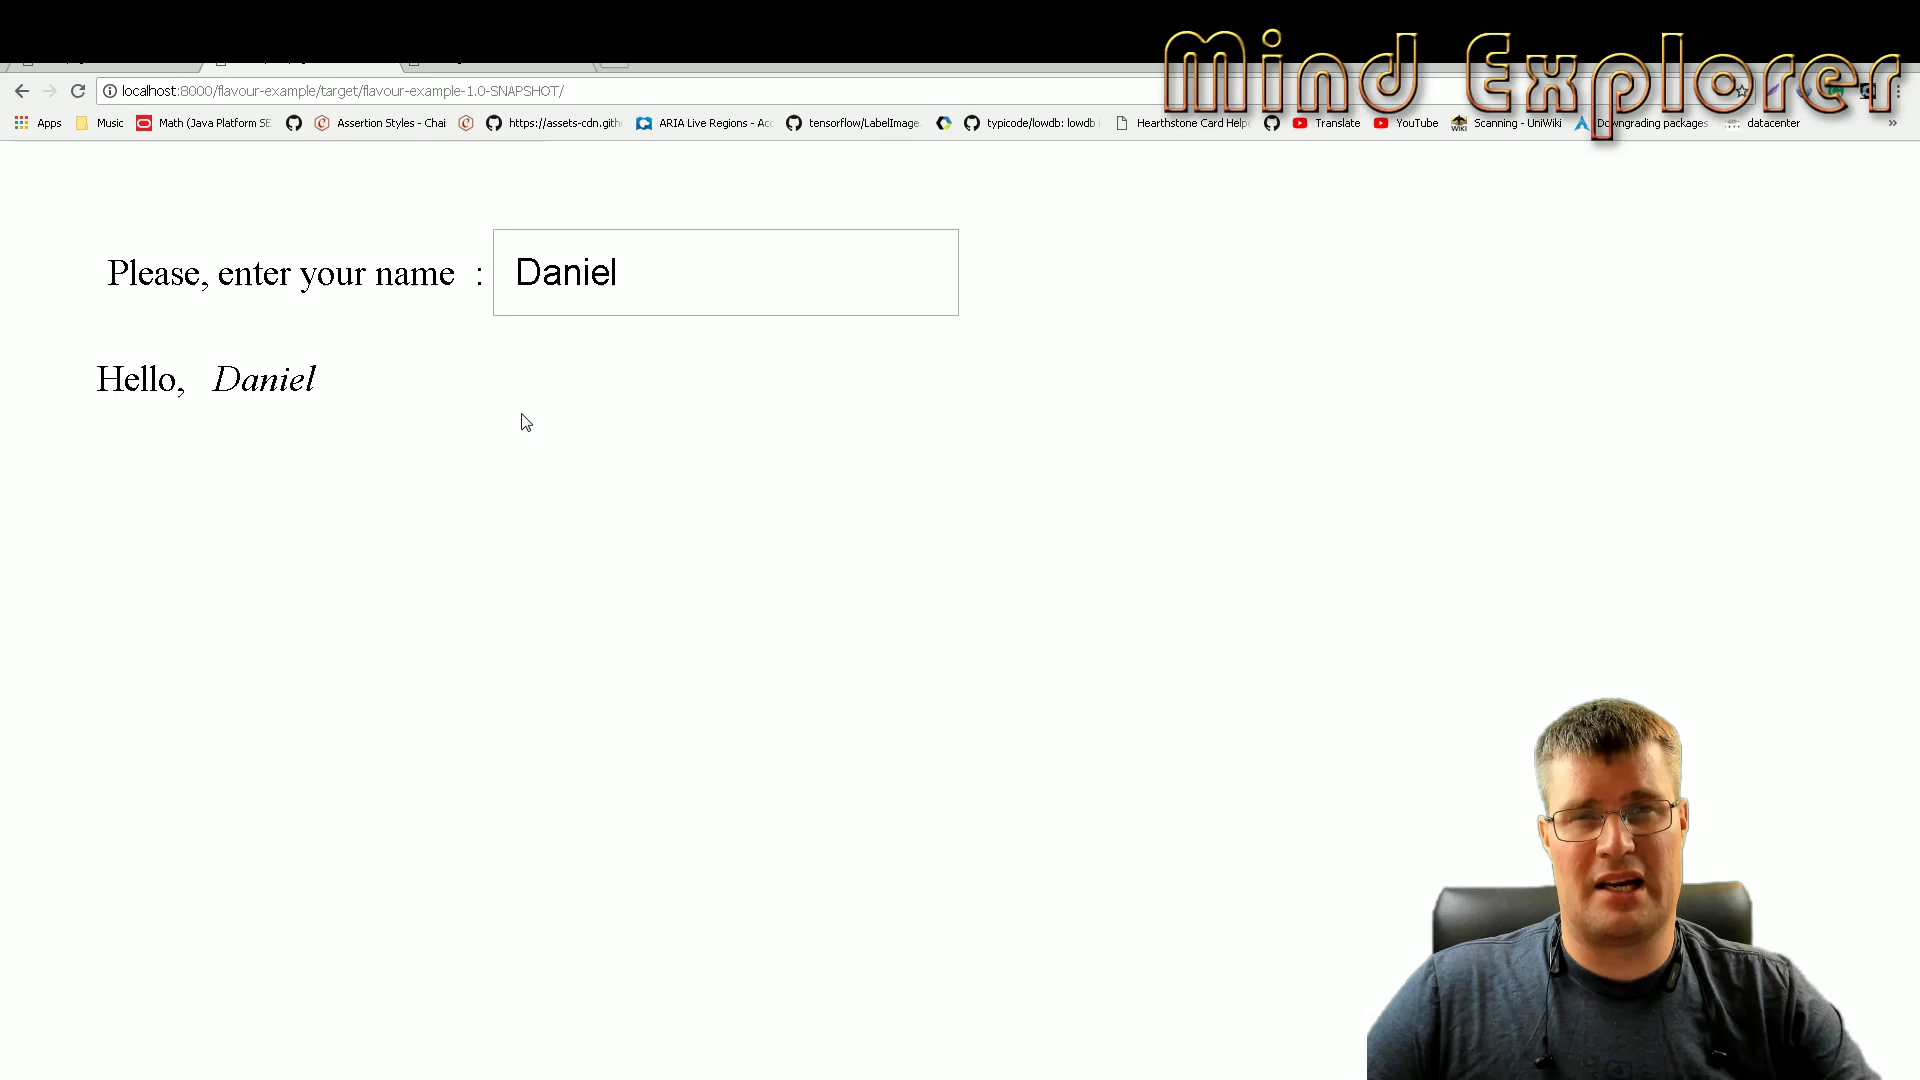 Mind Explorer
localhost:8000/flavour-example/target/flavour-example-1.0-SNAPSHOT/
Apps Music Math (Java Platform SE Assertion Styles - Chai https://assets-cdn.gith ARIA Live Regions - Acc tensorflow/LabelImage typicode/lowdb: lowdb i Hearthstone Card Help Translate YouTube WIKI Scanning - UniWiki Downgrading packages datacenter »
Please, enter your name : Daniel
Hello, Daniel